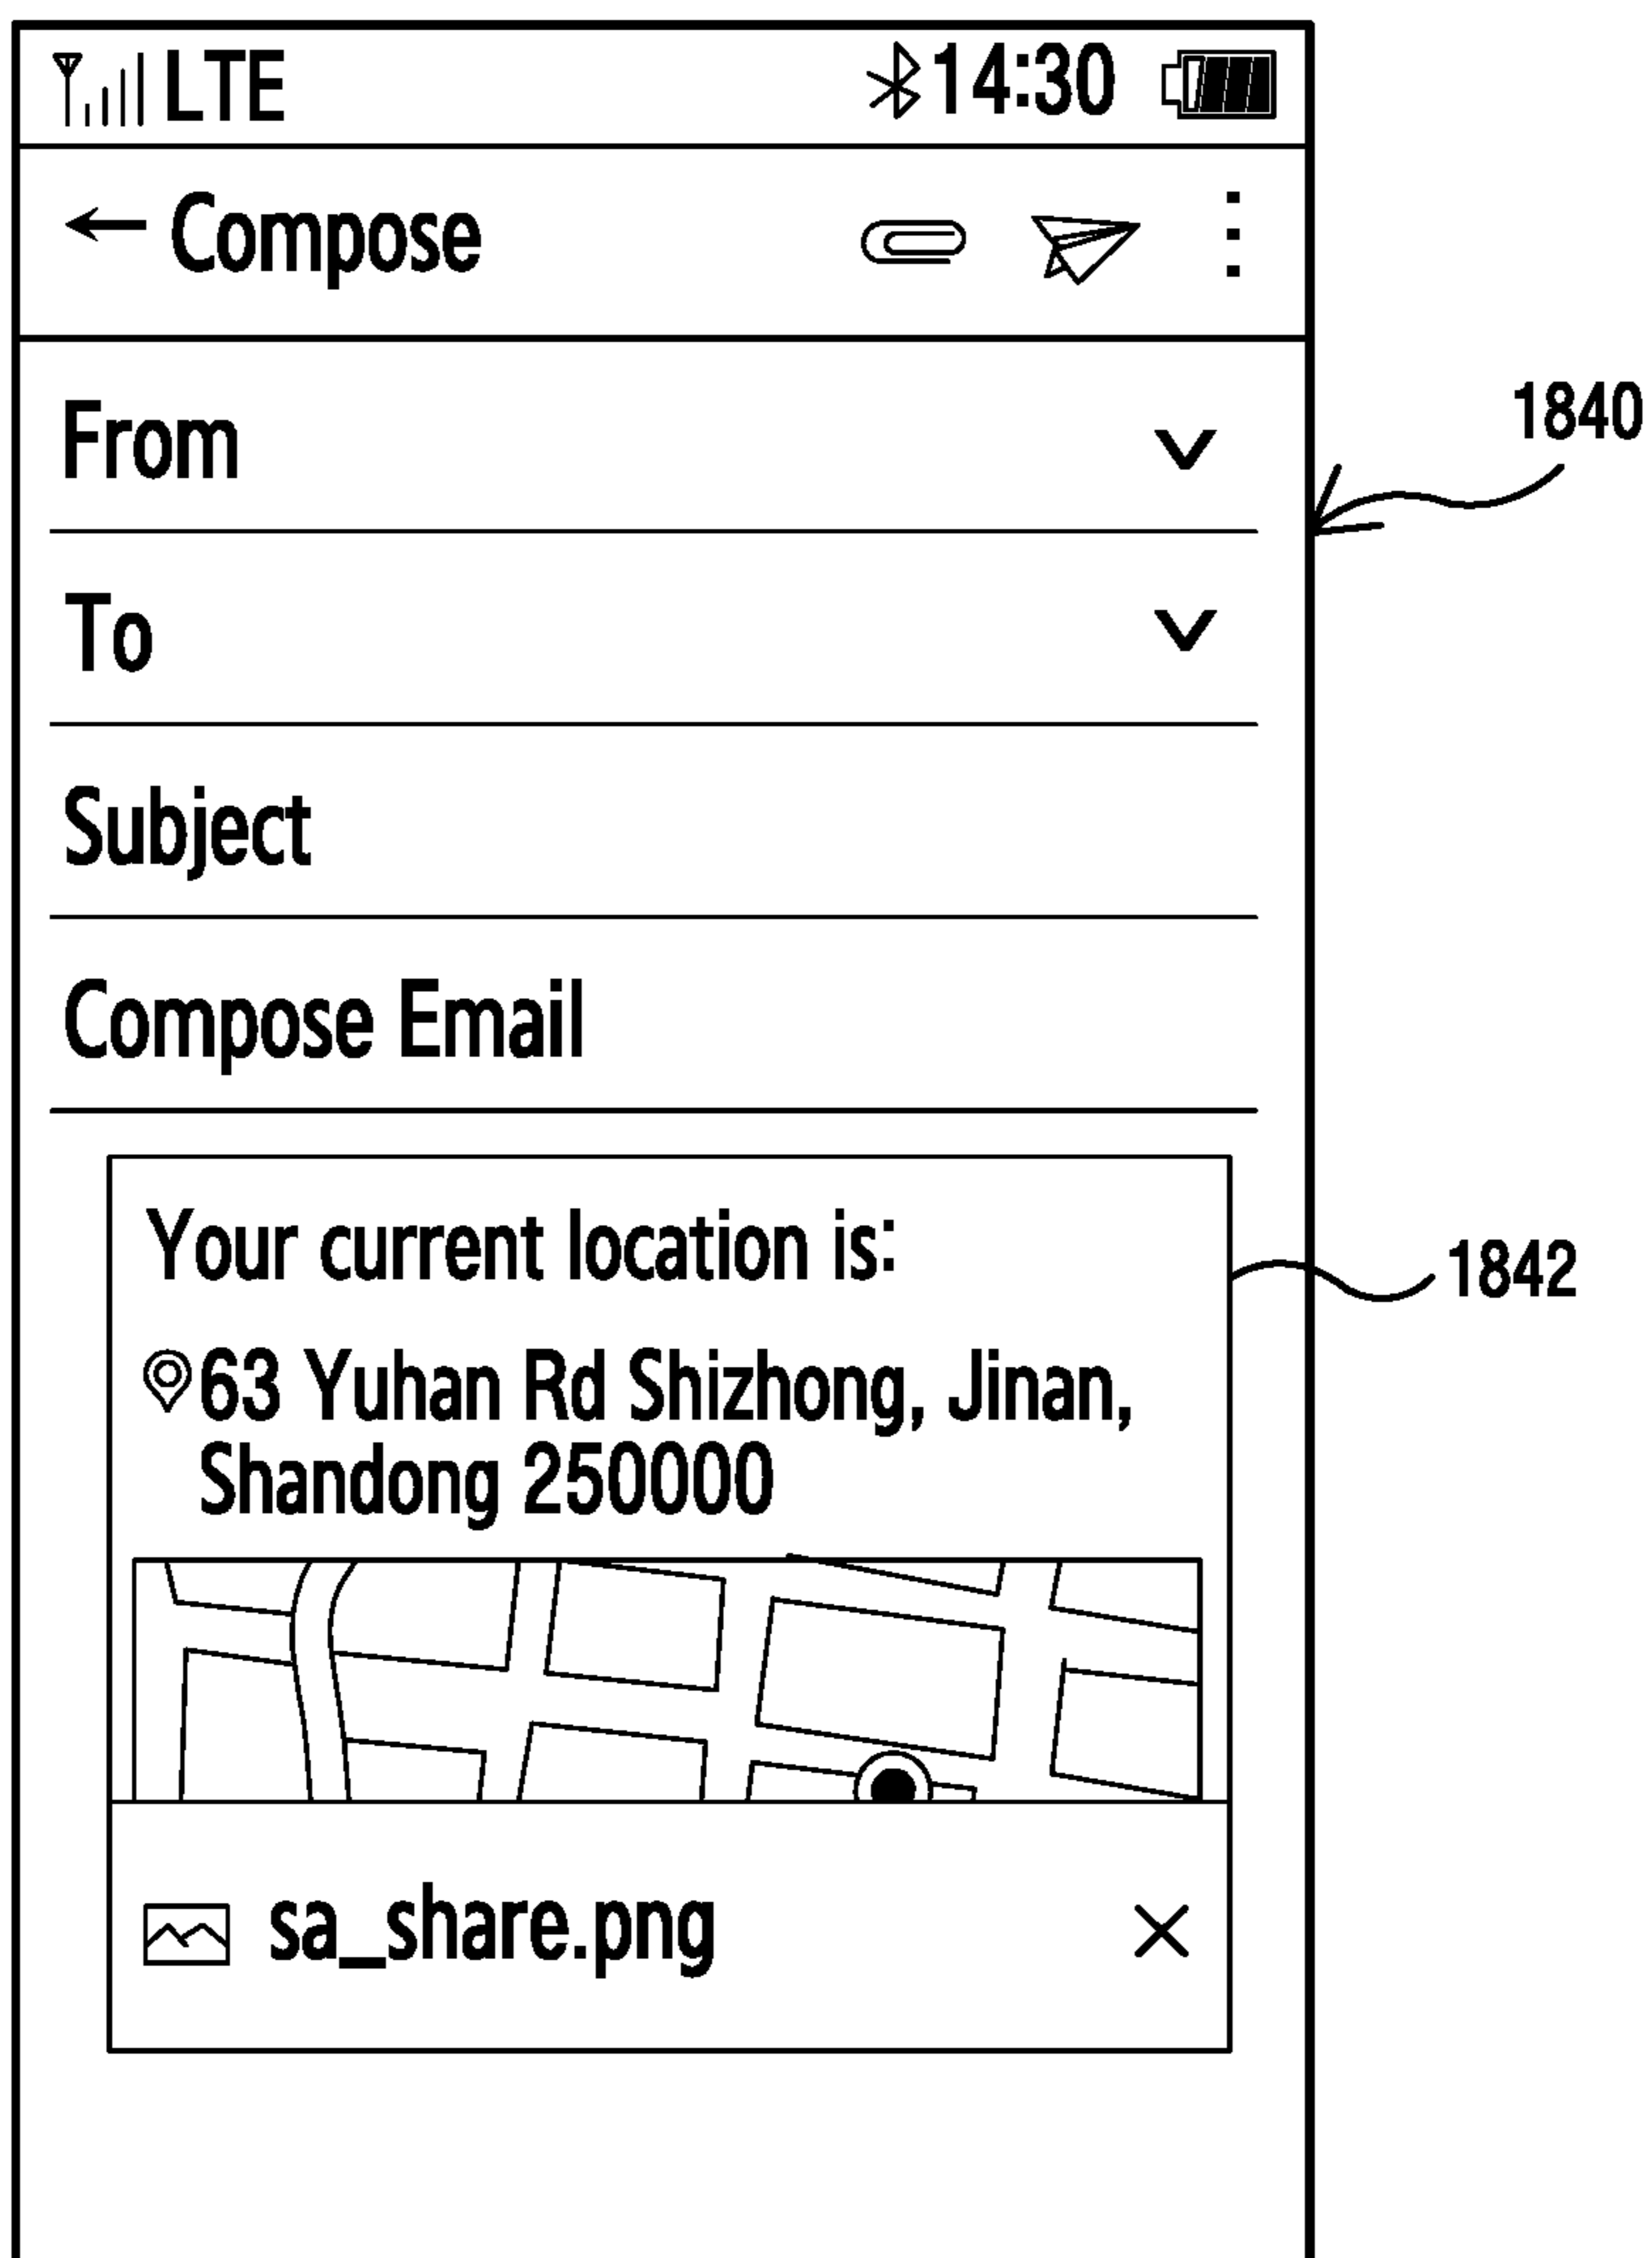 LTE 14:30
Compose
From
1840
To
Subject
Compose Email
Your current location is:
1842
63 Yuhan Rd Shizhong, Jinan,
Shandong 250000
sa_share.png